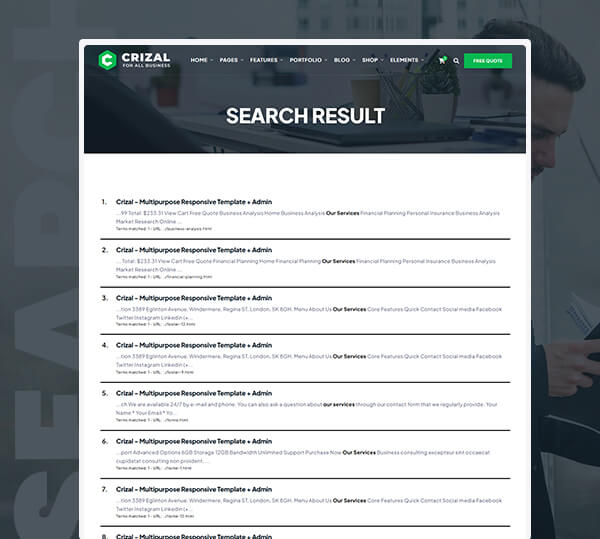 CRIZAL
FOR ALL BUSINESS
HOME PAGES FEATURES PORTFOLIO BLOG SHOP ELEMENTS
FREE QUOTE
SEARCH RESULT
SEARCH
1. Crizal - Multipurpose Responsive Template + Admin
...99 Total: $233.31 View Cart Free Quote Business Analysis Home Business Analysis Our Services Financial Planning Personal Insurance Business Analysis
Market Research Online ...
Terms matched: 1 - URL: ./business-analysis.html
2. Crizal - Multipurpose Responsive Template + Admin
... Total: $233.31 View Cart Free Quote Financial Planning Home Financial Planning Our Services Financial Planning Personal Insurance Business Analysis
Market Research Online ...
Terms matched: 1 - URL: ./financial-planning.html
3. Crizal - Multipurpose Responsive Template + Admin
...tion 3389 Eglinton Avenue, Windermere, Regina ST, London, SK 8GH. Menu About Us Our Services Core Features Quick Contact Social media Facebook
Twitter Instagram Linkedin (+...
Terms matched: 1 - URL: ./footer-12.html
4. Crizal - Multipurpose Responsive Template + Admin
...tion 3389 Eglinton Avenue, Windermere, Regina ST, London, SK 8GH. Menu About Us Our Services Core Features Quick Contact Social media Facebook
Twitter Instagram Linkedin (+...
Terms matched: 1 - URL: ./footer-9.html
5. Crizal - Multipurpose Responsive Template + Admin
...ch We are available 24/7 by e-mail and phone. You can also ask a question about our services through our contact form that we regularly provide. Your
Name * Your Email * Yo...
Terms matched: 1 - URL: ./forms.html
6. Crizal - Multipurpose Responsive Template + Admin
...port Advanced Options 6GB Storage 12GB Bandwidth Unlimited Support Purchase Now Our Services Business consulting excepteur sint occaecat
cupidatat consulting non proident, ...
Terms matched: 1 - URL: ./home-1.html
7. Crizal - Multipurpose Responsive Template + Admin
...tion 3389 Eglinton Avenue, Windermere, Regina ST, London, SK 8GH. Menu About Us Our Services Core Features Quick Contact Social media Facebook
Twitter Instagram Linkedin (+...
Terms matched: 1 - URL: ./home-12.html
8. Crizal - Multipurpose Responsive Template + Admin